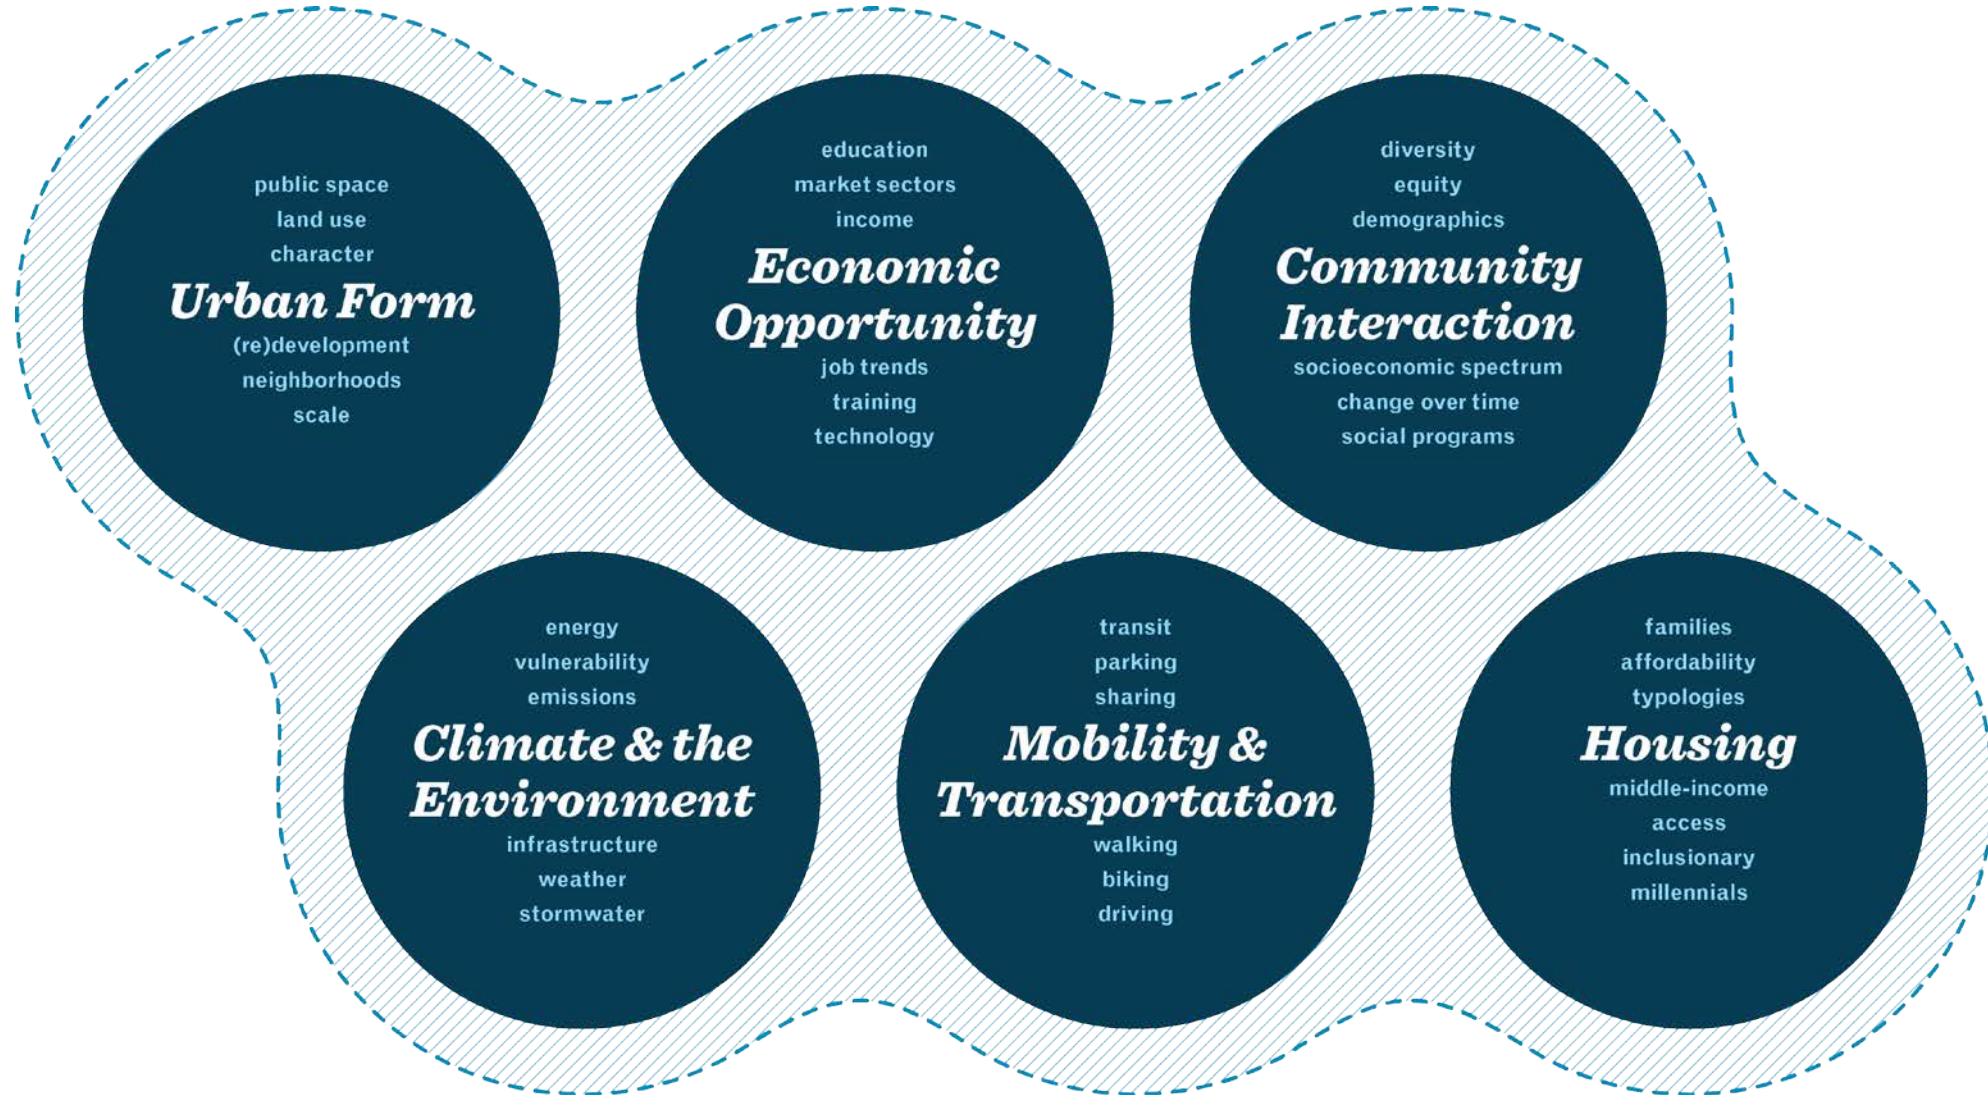 public space
land use
character
Urban Form
(re)development
neighborhoods
scale
education
market sectors
income
Economic
Opportunity
job trends
training
technology
diversity
equity
demographics
Community
Interaction
socioeconomic spectrum
change over time
social programs
energy
vulnerability
emissions
Climate & the
Environment
infrastructure
weather
stormwater
transit
parking
sharing
Mobility &
Transportation
walking
biking
driving
families
affordability
typologies
Housing
middle-income
access
inclusionary
millennials